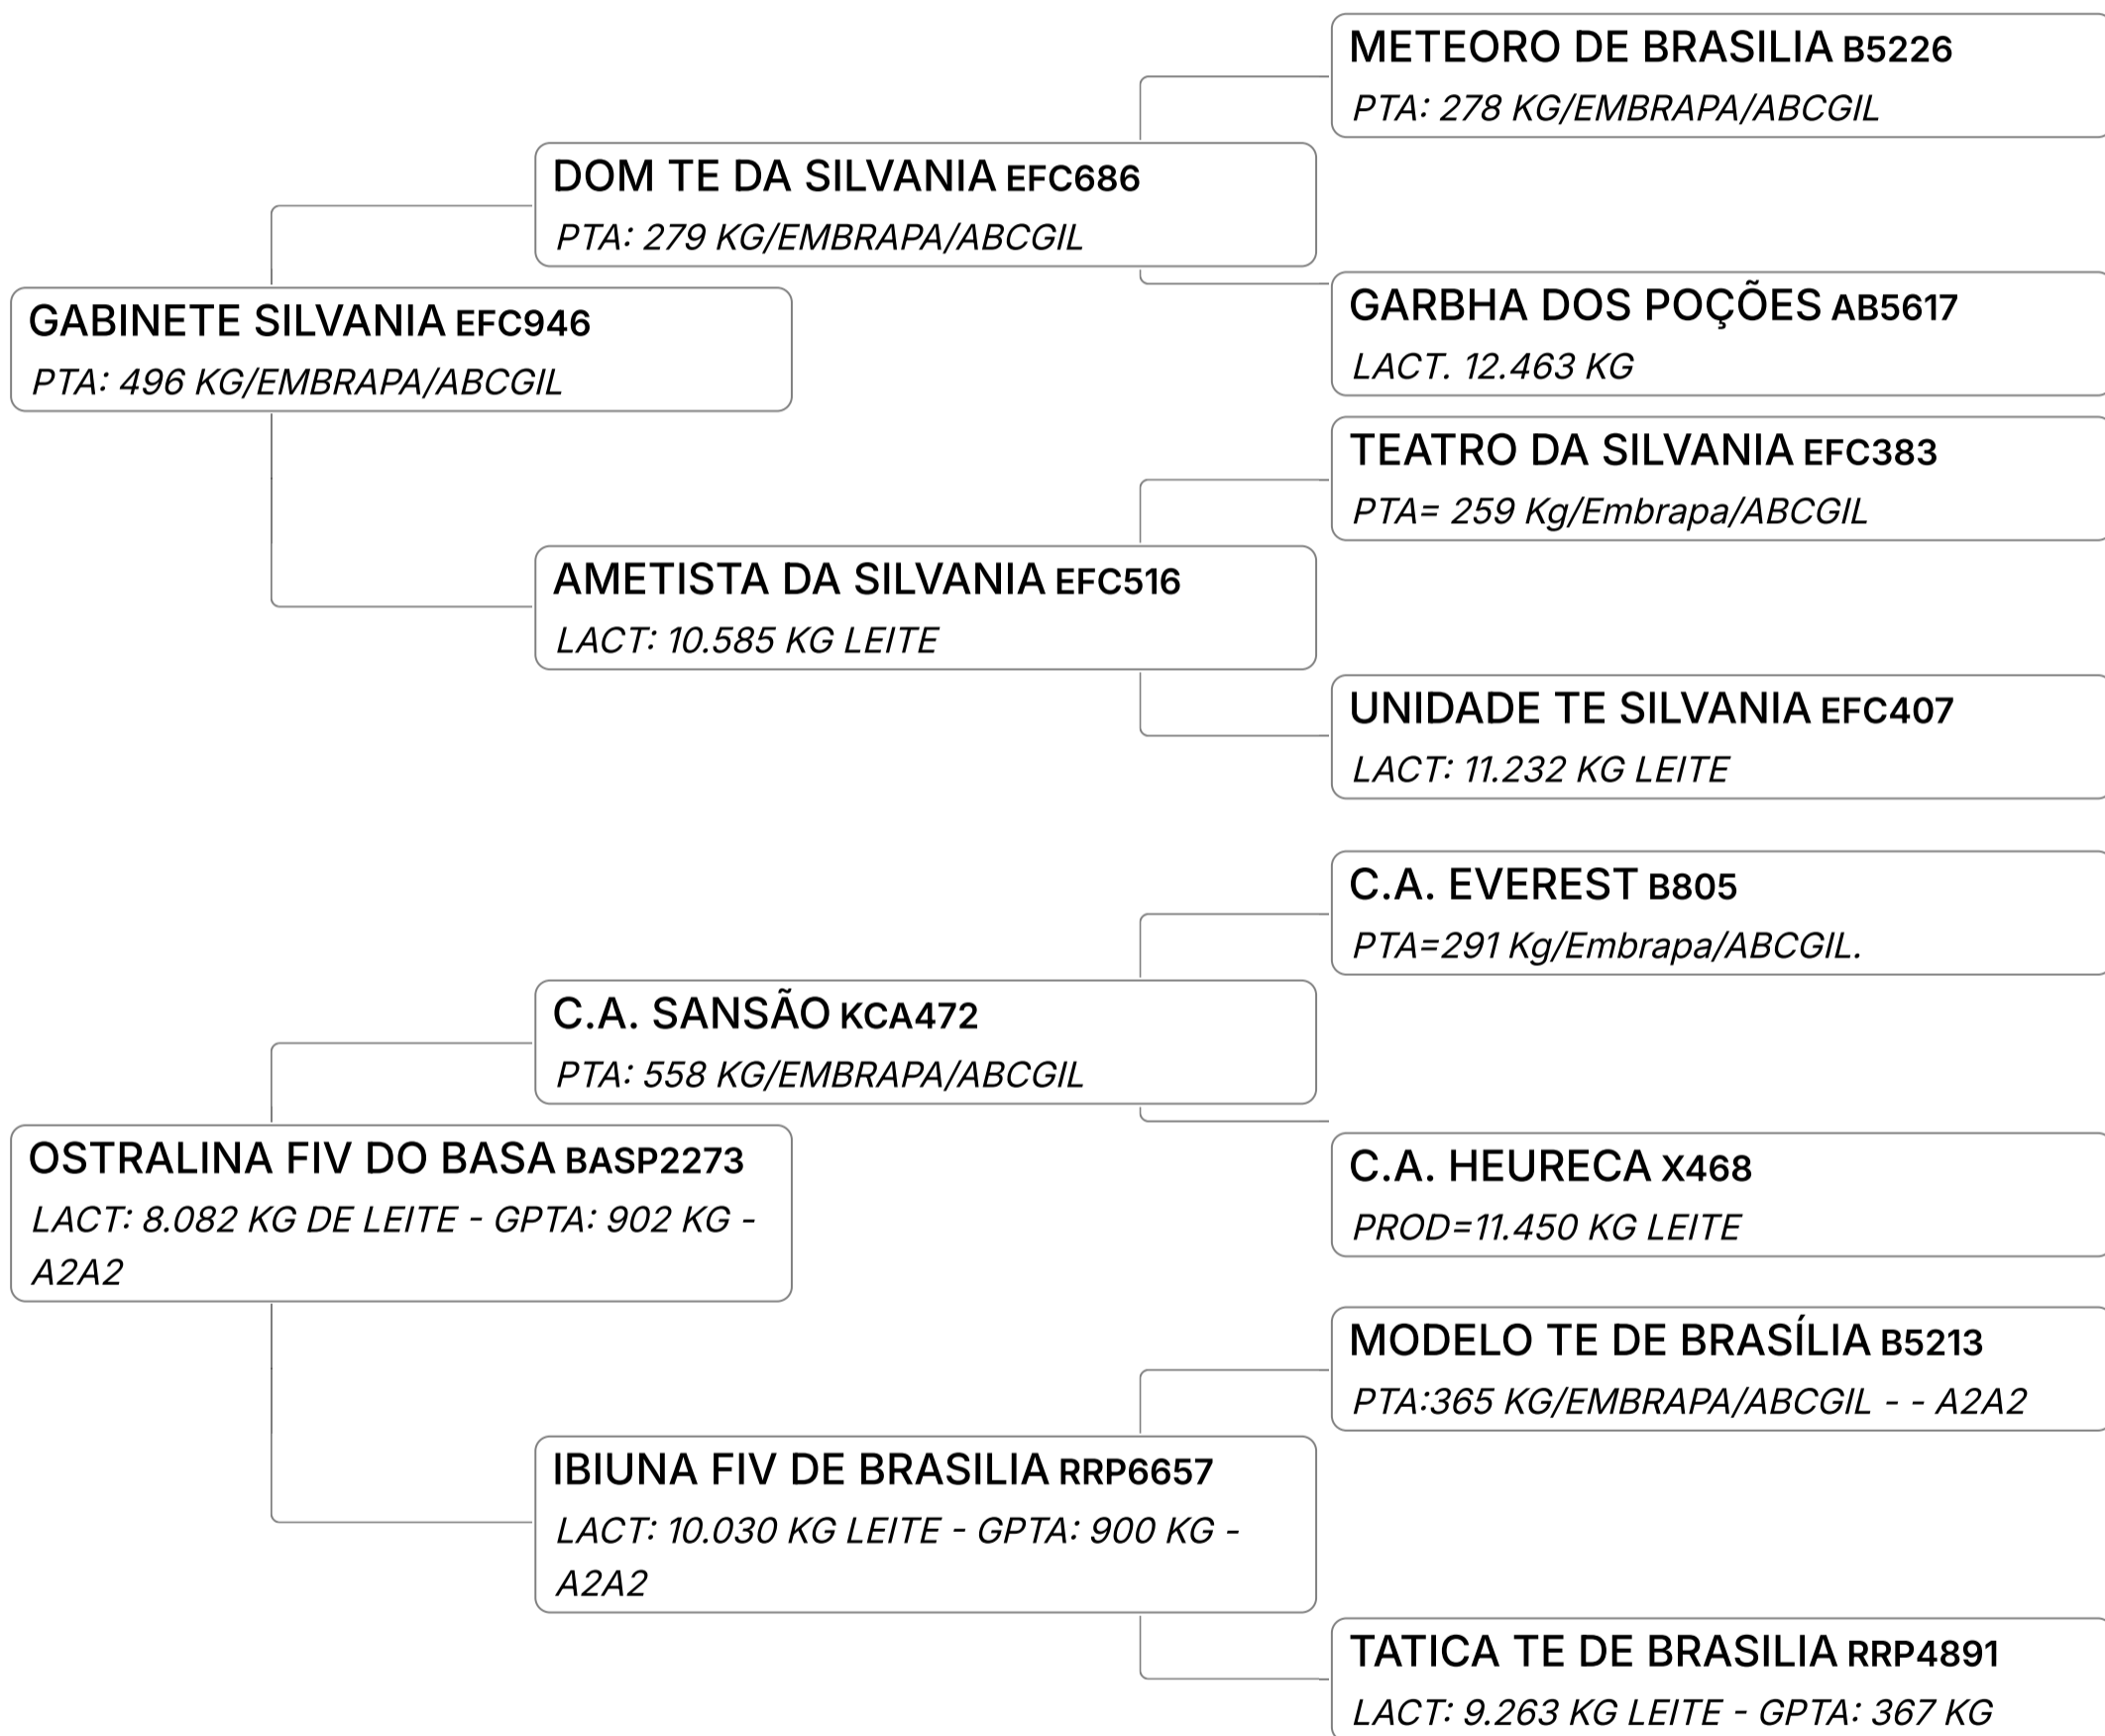 METEORO DE BRASILIA B5226
PTA: 278 KG/EMBRAPA/ABCGIL
DOM TE DA SILVANIA EFC686
PTA: 279 KG/EMBRAPA/ABCGIL
GARBHA DOS POÇÕES AB5617
LACT. 12.463 KG
GABINETE SILVANIA EFC946
PTA: 496 KG/EMBRAPA/ABCGIL
TEATRO DA SILVANIA EFC383
PTA= 259 Kg/Embrapa/ABCGIL
AMETISTA DA SILVANIA EFC516
LACT: 10.585 KG LEITE
UNIDADE TE SILVANIA EFC407
LACT: 11.232 KG LEITE
C.A. EVEREST B805
PTA=291 Kg/Embrapa/ABCGIL.
C.A. SANSÃO KCA472
PTA: 558 KG/EMBRAPA/ABCGIL
C.A. HEURECA X468
PROD=11.450 KG LEITE
OSTRALINA FIV DO BASA BASP2273
LACT: 8.082 KG DE LEITE - GPTA: 902 KG -
A2A2
MODELO TE DE BRASÍLIA B5213
PTA:365 KG/EMBRAPA/ABCGIL - - A2A2
IBIUNA FIV DE BRASILIA RRP6657
LACT: 10.030 KG LEITE - GPTA: 900 KG -
A2A2
TATICA TE DE BRASILIA RRP4891
LACT: 9.263 KG LEITE - GPTA: 367 KG